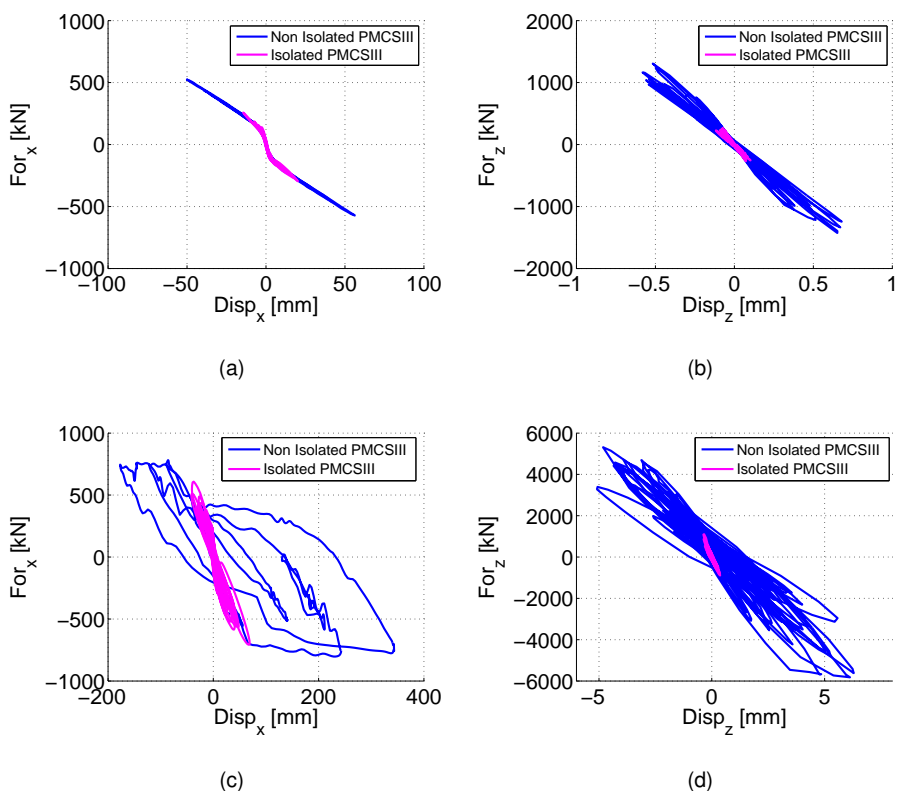 1000
500
0
−500
−1000
−100
−50
0
50
100
For_x [kN]
Disp_x [mm]
Non Isolated PMCSIII
Isolated PMCSIII
(a)
2000
1000
0
−1000
−2000
−1
−0.5
0
0.5
1
For_z [kN]
Disp_z [mm]
Non Isolated PMCSIII
Isolated PMCSIII
(b)
1000
500
0
−500
−1000
−200
0
200
400
For_x [kN]
Disp_x [mm]
Non Isolated PMCSIII
Isolated PMCSIII
(c)
6000
4000
2000
0
−2000
−4000
−6000
−5
0
5
For_z [kN]
Disp_z [mm]
Non Isolated PMCSIII
Isolated PMCSIII
(d)